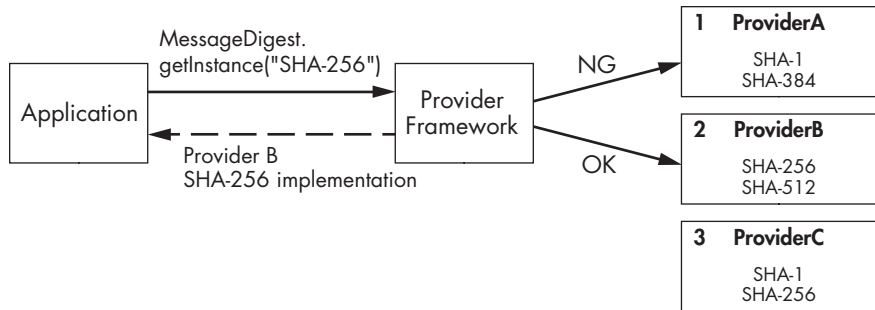 Application
MessageDigest.
getInstance("SHA-256")
Provider B
SHA-256 implementation
Provider
Framework
NG
OK
1 ProviderA
SHA-1
SHA-384
2 ProviderB
SHA-256
SHA-512
3 ProviderC
SHA-1
SHA-256